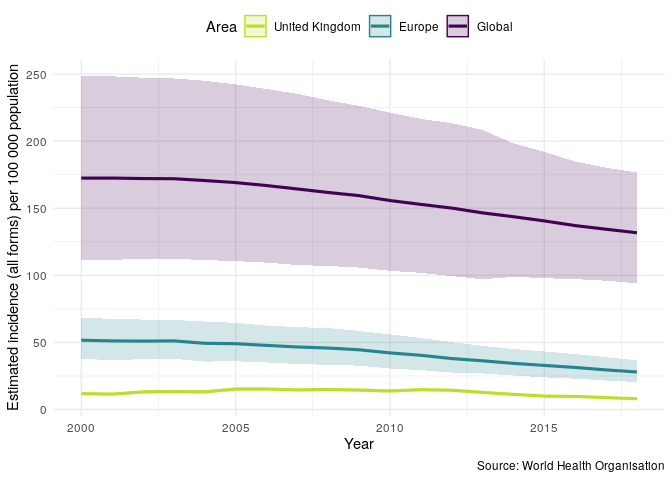 Area United Kingdom Europe Global
Estimated incidence (all forms) per 100 000 population
250
200
150
100
50
0
2000 2005 2010 2015
Year
Source: World Health Organisation